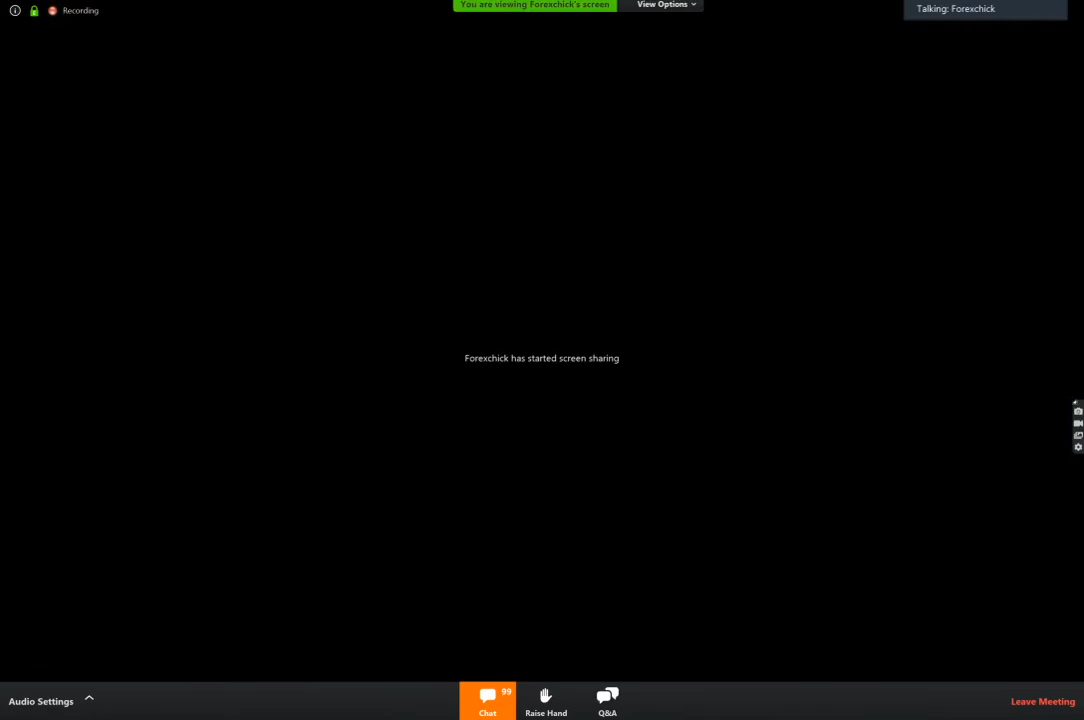 Recording
You are viewing Forexchick's screen
View Options
Talking: Forexchick
Forexchick has started screen sharing
Audio Settings
99
Chat
Raise Hand
Q&A
Leave Meeting